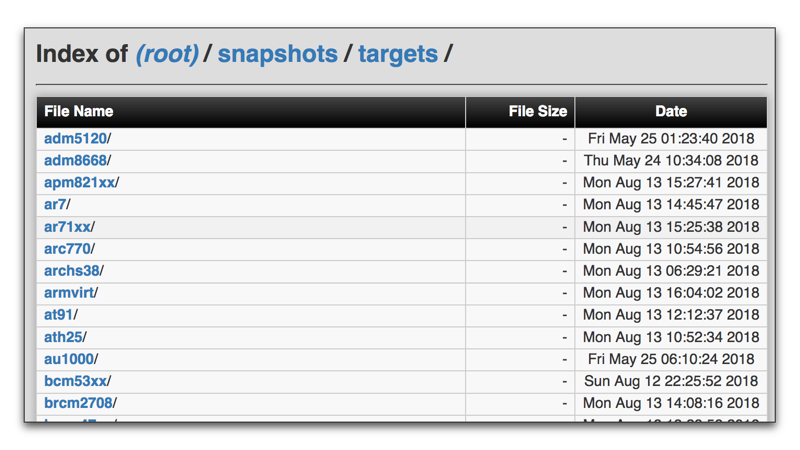 Index of (root) / snapshots / targets /
File Name File Size Date
adm5120/ - Fri May 25 01:23:40 2018
adm8668/ - Thu May 24 10:34:08 2018
apm821xx/ - Mon Aug 13 15:27:41 2018
ar7/ - Mon Aug 13 14:45:47 2018
ar71xx/ - Mon Aug 13 15:25:38 2018
arc770/ - Mon Aug 13 10:54:56 2018
archs38/ - Mon Aug 13 06:29:21 2018
armvirt/ - Mon Aug 13 16:04:02 2018
at91/ - Mon Aug 13 12:12:37 2018
ath25/ - Mon Aug 13 10:52:34 2018
au1000/ - Fri May 25 06:10:24 2018
bcm53xx/ - Sun Aug 12 22:25:52 2018
brcm2708/ - Mon Aug 13 14:08:16 2018